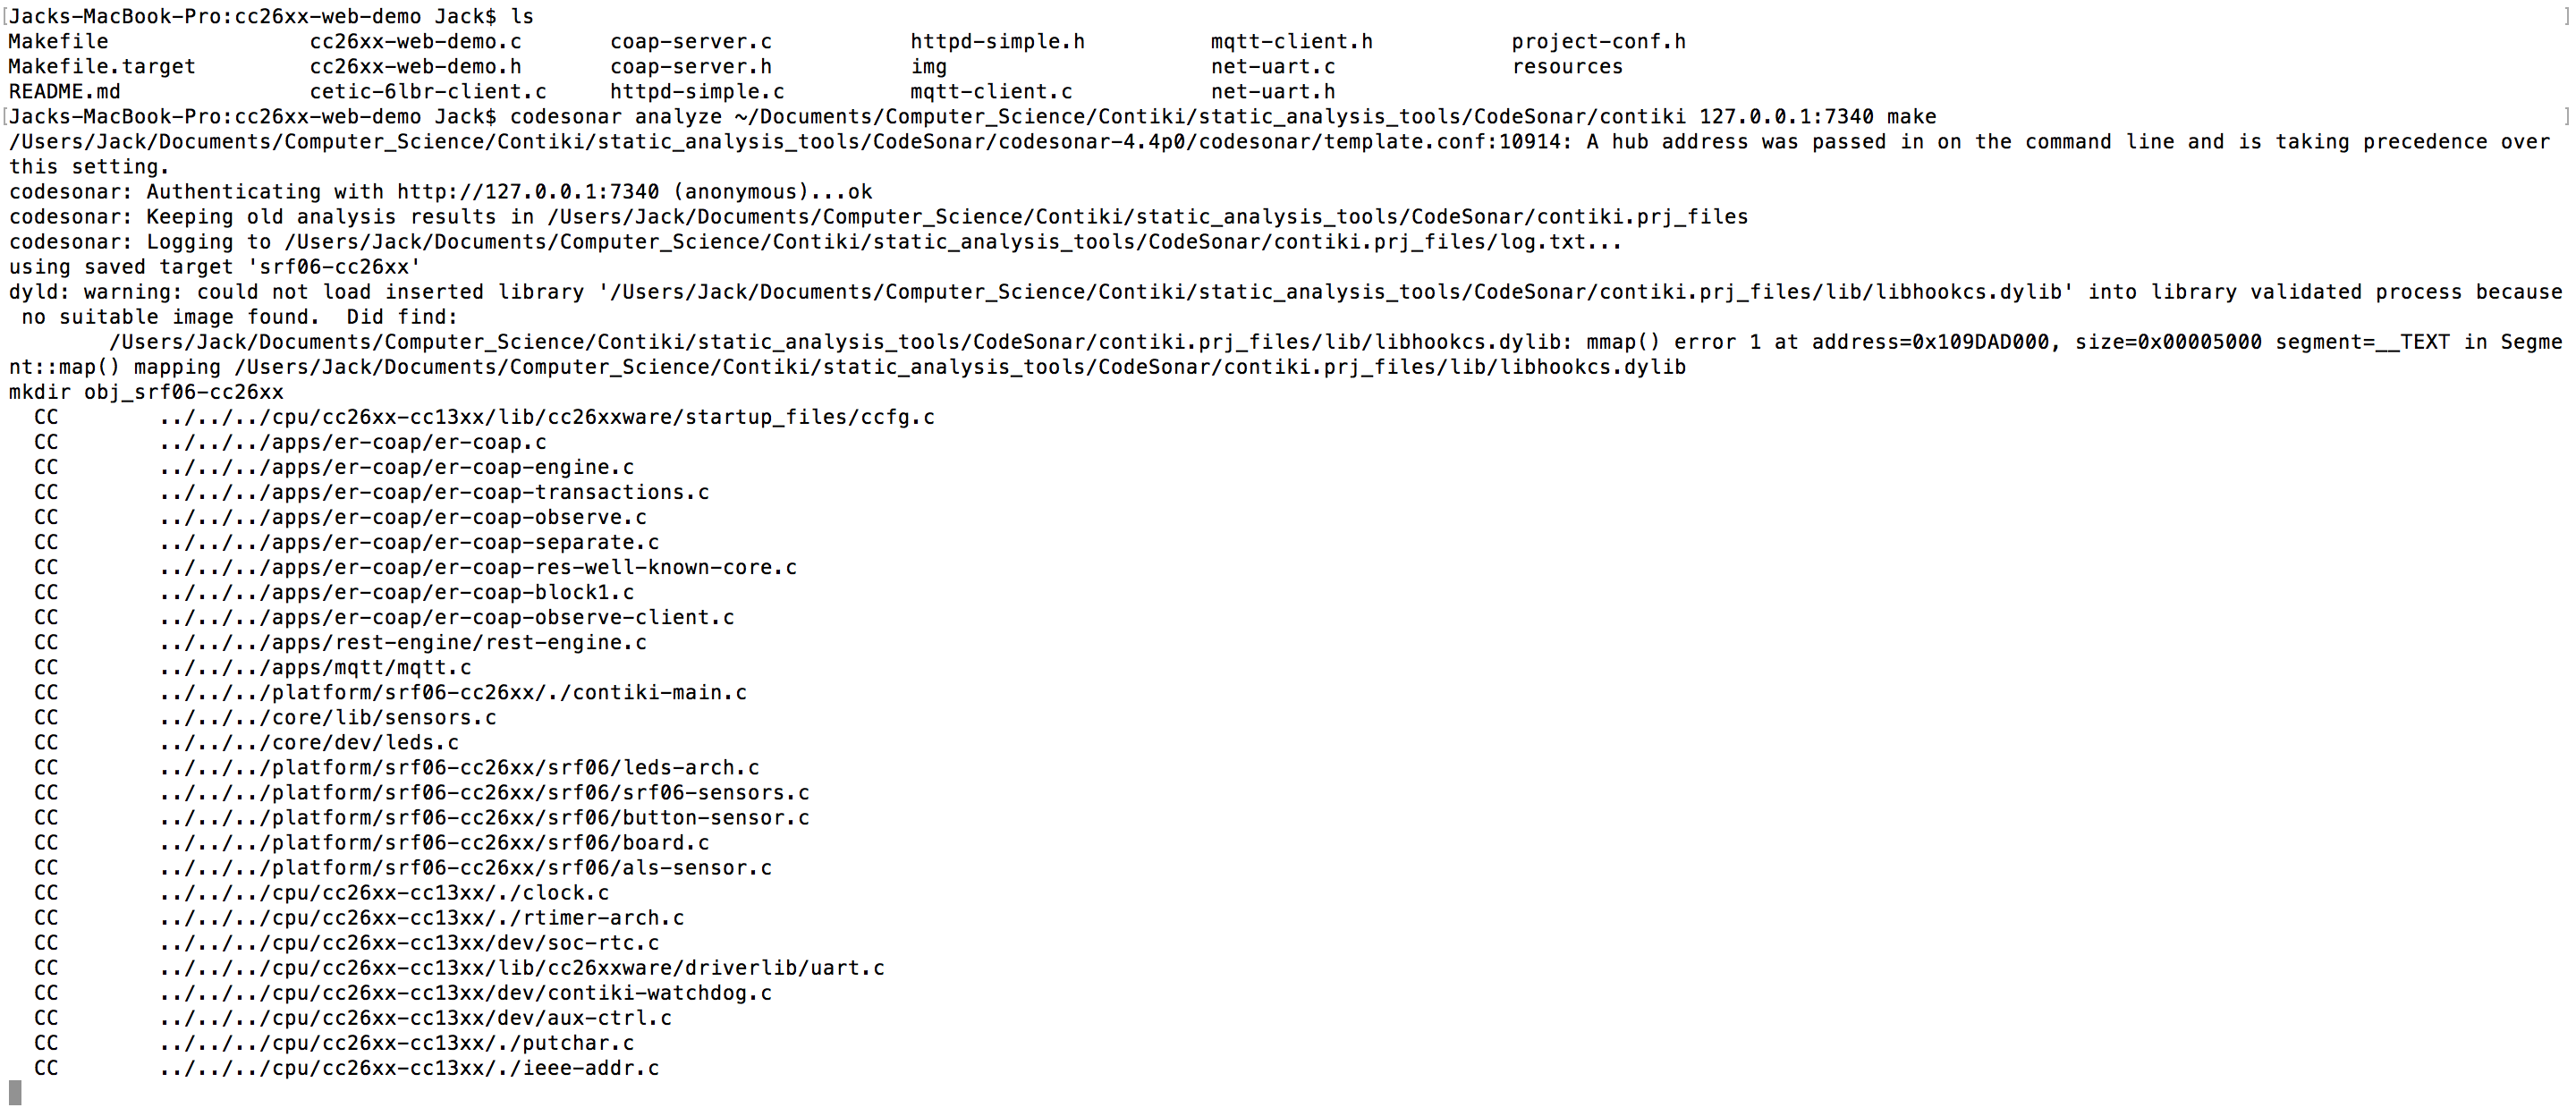 [Jacks-MacBook-Pro:cc26xx-web-demo Jack$ ls ]
Makefile cc26xx-web-demo.c coap-server.c httpd-simple.h mqtt-client.h project-conf.h
Makefile.target cc26xx-web-demo.h coap-server.h img net-uart.c resources
README.md cetic-6lbr-client.c httpd-simple.c mqtt-client.c net-uart.h
[Jacks-MacBook-Pro:cc26xx-web-demo Jack$ codesonar analyze ~/Documents/Computer_Science/Contiki/static_analysis_tools/CodeSonar/contiki 127.0.0.1:7340 make ]
/Users/Jack/Documents/Computer_Science/Contiki/static_analysis_tools/CodeSonar/codesonar-4.4p0/codesonar/template.conf:10914: A hub address was passed in on the command line and is taking precedence over
this setting.
codesonar: Authenticating with http://127.0.0.1:7340 (anonymous)...ok
codesonar: Keeping old analysis results in /Users/Jack/Documents/Computer_Science/Contiki/static_analysis_tools/CodeSonar/contiki.prj_files
codesonar: Logging to /Users/Jack/Documents/Computer_Science/Contiki/static_analysis_tools/CodeSonar/contiki.prj_files/log.txt...
using saved target 'srf06-cc26xx'
dyld: warning: could not load inserted library '/Users/Jack/Documents/Computer_Science/Contiki/static_analysis_tools/CodeSonar/contiki.prj_files/lib/libhookcs.dylib' into library validated process because
no suitable image found.  Did find:
/Users/Jack/Documents/Computer_Science/Contiki/static_analysis_tools/CodeSonar/contiki.prj_files/lib/libhookcs.dylib: mmap() error 1 at address=0x109DAD000, size=0x00005000 segment=__TEXT in Segme
nt::map() mapping /Users/Jack/Documents/Computer_Science/Contiki/static_analysis_tools/CodeSonar/contiki.prj_files/lib/libhookcs.dylib
mkdir obj_srf06-cc26xx
CC ../../../cpu/cc26xx-cc13xx/lib/cc26xxware/startup_files/ccfg.c
CC ../../../apps/er-coap/er-coap.c
CC ../../../apps/er-coap/er-coap-engine.c
CC ../../../apps/er-coap/er-coap-transactions.c
CC ../../../apps/er-coap/er-coap-observe.c
CC ../../../apps/er-coap/er-coap-separate.c
CC ../../../apps/er-coap/er-coap-res-well-known-core.c
CC ../../../apps/er-coap/er-coap-block1.c
CC ../../../apps/er-coap/er-coap-observe-client.c
CC ../../../apps/rest-engine/rest-engine.c
CC ../../../apps/mqtt/mqtt.c
CC ../../../platform/srf06-cc26xx/./contiki-main.c
CC ../../../core/lib/sensors.c
CC ../../../core/dev/leds.c
CC ../../../platform/srf06-cc26xx/srf06/leds-arch.c
CC ../../../platform/srf06-cc26xx/srf06/srf06-sensors.c
CC ../../../platform/srf06-cc26xx/srf06/button-sensor.c
CC ../../../platform/srf06-cc26xx/srf06/board.c
CC ../../../platform/srf06-cc26xx/srf06/als-sensor.c
CC ../../../cpu/cc26xx-cc13xx/./clock.c
CC ../../../cpu/cc26xx-cc13xx/./rtimer-arch.c
CC ../../../cpu/cc26xx-cc13xx/dev/soc-rtc.c
CC ../../../cpu/cc26xx-cc13xx/lib/cc26xxware/driverlib/uart.c
CC ../../../cpu/cc26xx-cc13xx/dev/contiki-watchdog.c
CC ../../../cpu/cc26xx-cc13xx/dev/aux-ctrl.c
CC ../../../cpu/cc26xx-cc13xx/./putchar.c
CC ../../../cpu/cc26xx-cc13xx/./ieee-addr.c